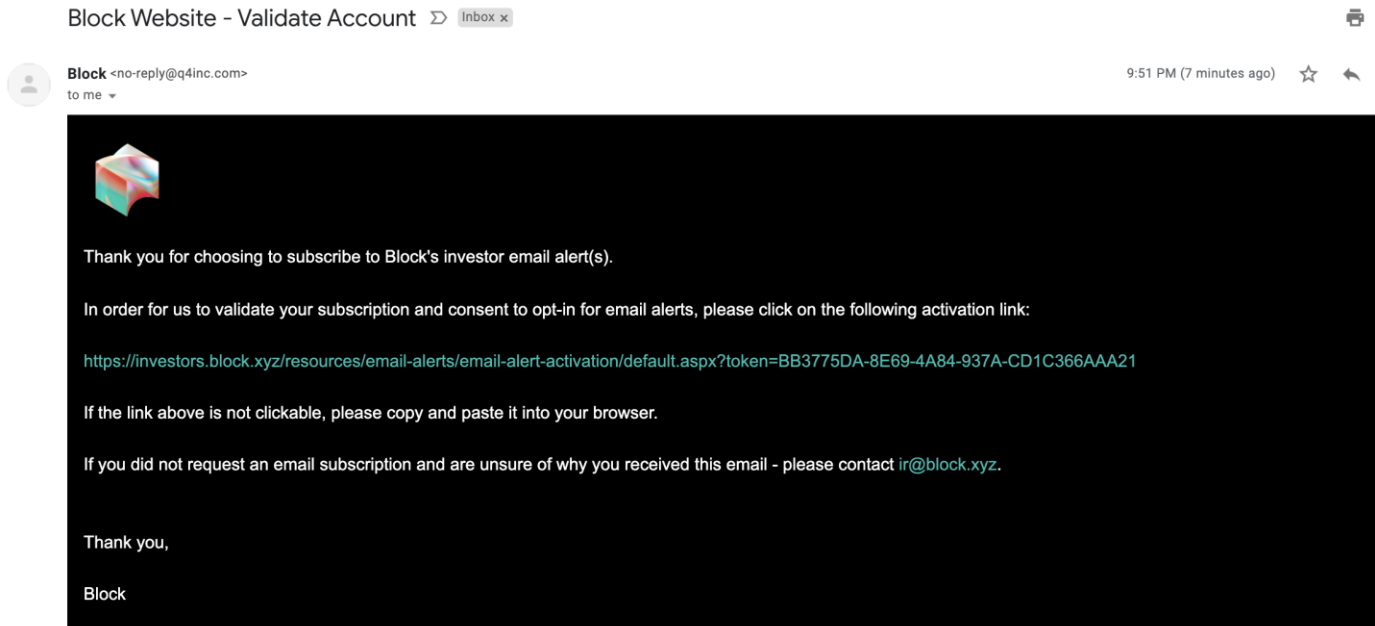 Block Website - Validate Account Inbox x
Block <no-reply@q4inc.com> 9:51 PM (7 minutes ago)
to me
Thank you for choosing to subscribe to Block's investor email alert(s).
In order for us to validate your subscription and consent to opt-in for email alerts, please click on the following activation link:
https://investors.block.xyz/resources/email-alerts/email-alert-activation/default.aspx?token=BB3775DA-8E69-4A84-937A-CD1C366AAA21
If the link above is not clickable, please copy and paste it into your browser.
If you did not request an email subscription and are unsure of why you received this email - please contact ir@block.xyz.
Thank you,
Block